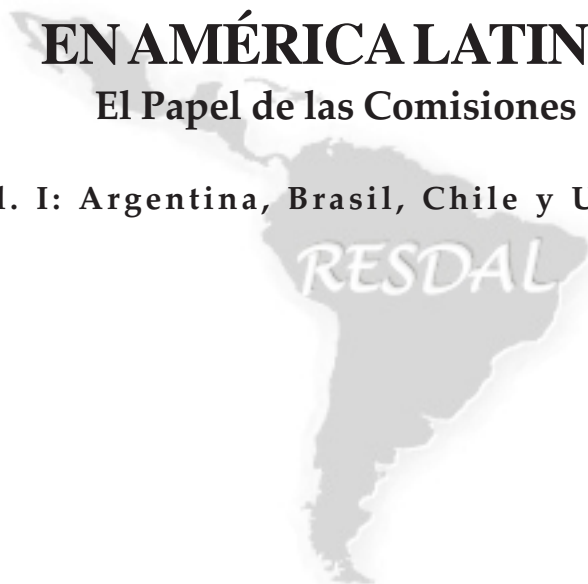 EN AMÉRICA LATIN
El Papel de las Comisiones
l. I: Argentina, Brasil, Chile y U
RESDAL